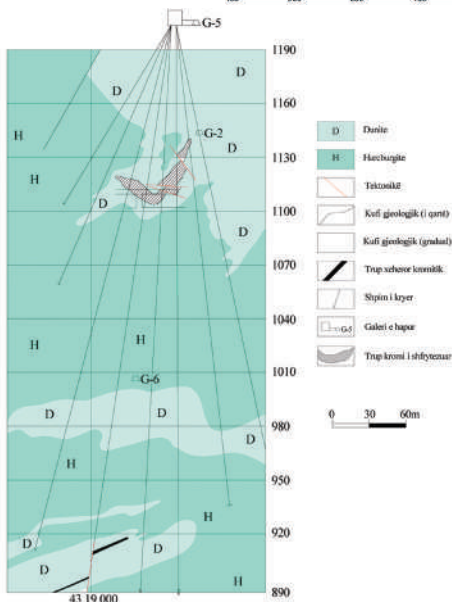 G-5
1190
D
D
1160
H
G-2
D
1130
H
D
1100
D
1070
1040
H
H
1010
G-6
D
D
980
D
H
950
H
920
D
D
D
H
890
43 19 000
D Dunite
H Harcburgite
Tektonikë
Kufi gjeologjik (i qartë)
Kufi gjeologjik (gradual)
Trup xeheror kromitik
Shpim i kryer
G-5 Galeri e hapur
Trup kromi i shfrytezuar
0 30 60m